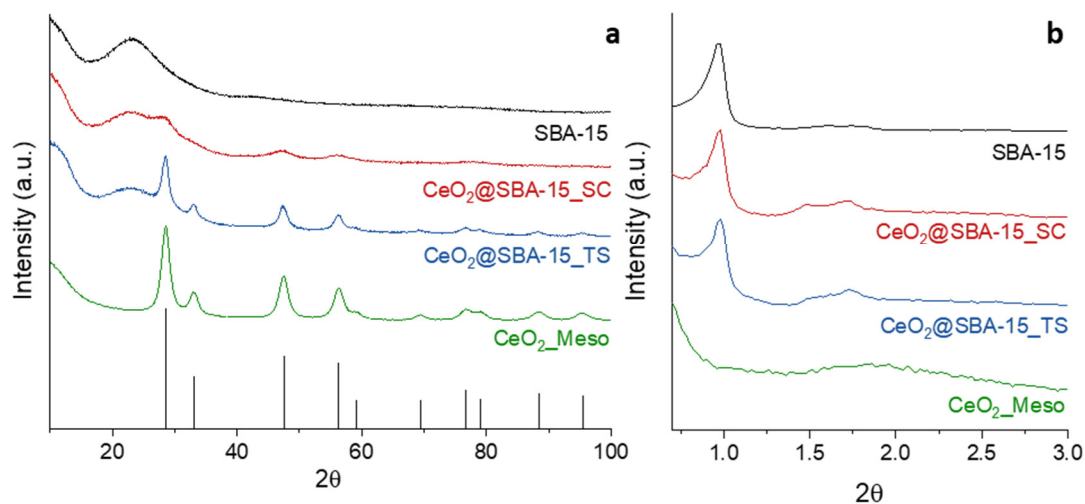 a
SBA-15
CeO₂@SBA-15_SC
CeO₂@SBA-15_TS
CeO₂_Meso
Intensity (a.u.)
20 40 60 80 100
2θ
b
SBA-15
CeO₂@SBA-15_SC
CeO₂@SBA-15_TS
CeO₂_Meso
Intensity (a.u.)
1.0 1.5 2.0 2.5 3.0
2θ